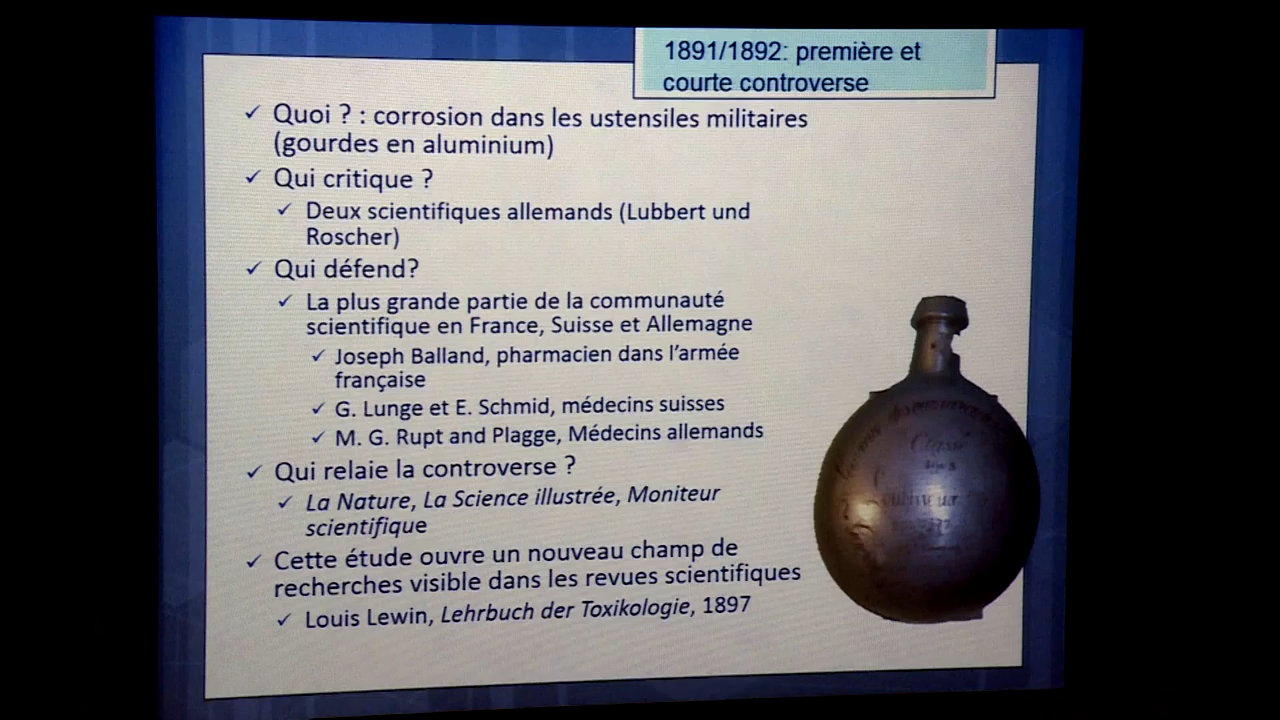 1891/1892: première et
courte controverse
✓ Quoi ? : corrosion dans les ustensiles militaires
(gourdes en aluminium)
✓ Qui critique ?
✓ Deux scientifiques allemands (Lubbert und
Roscher)
✓ Qui défend?
✓ La plus grande partie de la communauté
scientifique en France, Suisse et Allemagne
✓ Joseph Balland, pharmacien dans l'armée
française
✓ G. Lunge et E. Schmid, médecins suisses
✓ M. G. Rupt and Plagge, Médecins allemands
✓ Qui relaie la controverse ?
✓ La Nature, La Science illustrée, Moniteur
scientifique
✓ Cette étude ouvre un nouveau champ de
recherches visible dans les revues scientifiques
✓ Louis Lewin, Lehrbuch der Toxikologie, 1897
Classé